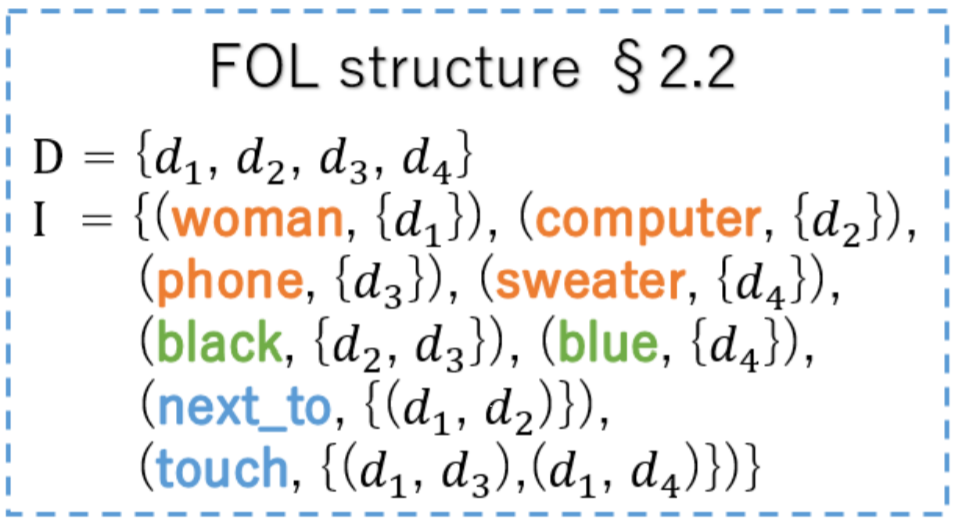 FOL structure § 2.2
D = {d₁, d₂, d₃, d₄}
I = {(woman, {d₁}), (computer, {d₂}),
(phone, {d₃}), (sweater, {d₄}),
(black, {d₂, d₃}), (blue, {d₄}),
(next_to, {(d₁, d₂)}),
(touch, {(d₁, d₃),(d₁, d₄)})}